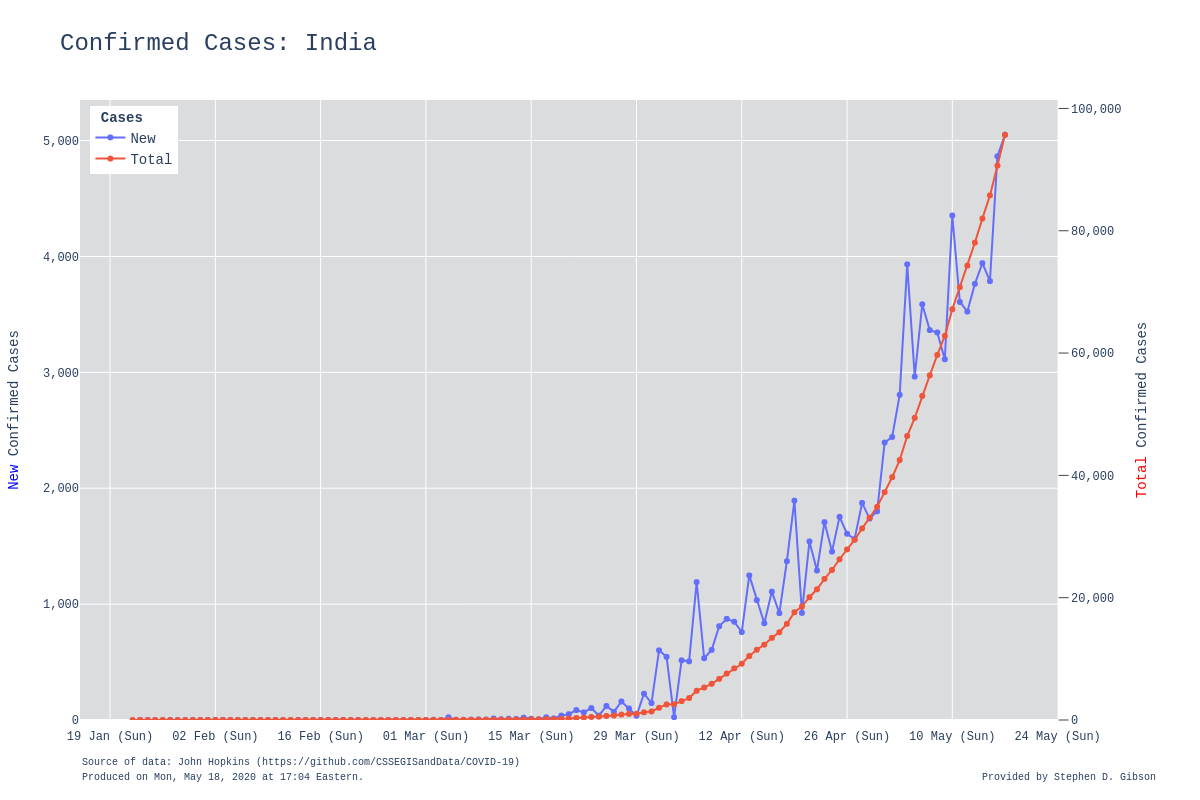 Confirmed Cases: India
Cases
New
Total
5,000
4,000
3,000
2,000
1,000
0
New Confirmed Cases
100,000
80,000
60,000
40,000
20,000
0
Total Confirmed Cases
19 Jan (Sun) 02 Feb (Sun) 16 Feb (Sun) 01 Mar (Sun) 15 Mar (Sun) 29 Mar (Sun) 12 Apr (Sun) 26 Apr (Sun) 10 May (Sun) 24 May (Sun)
Source of data: John Hopkins (https://github.com/CSSEGISandData/COVID-19)
Produced on Mon, May 18, 2020 at 17:04 Eastern.
Provided by Stephen D. Gibson